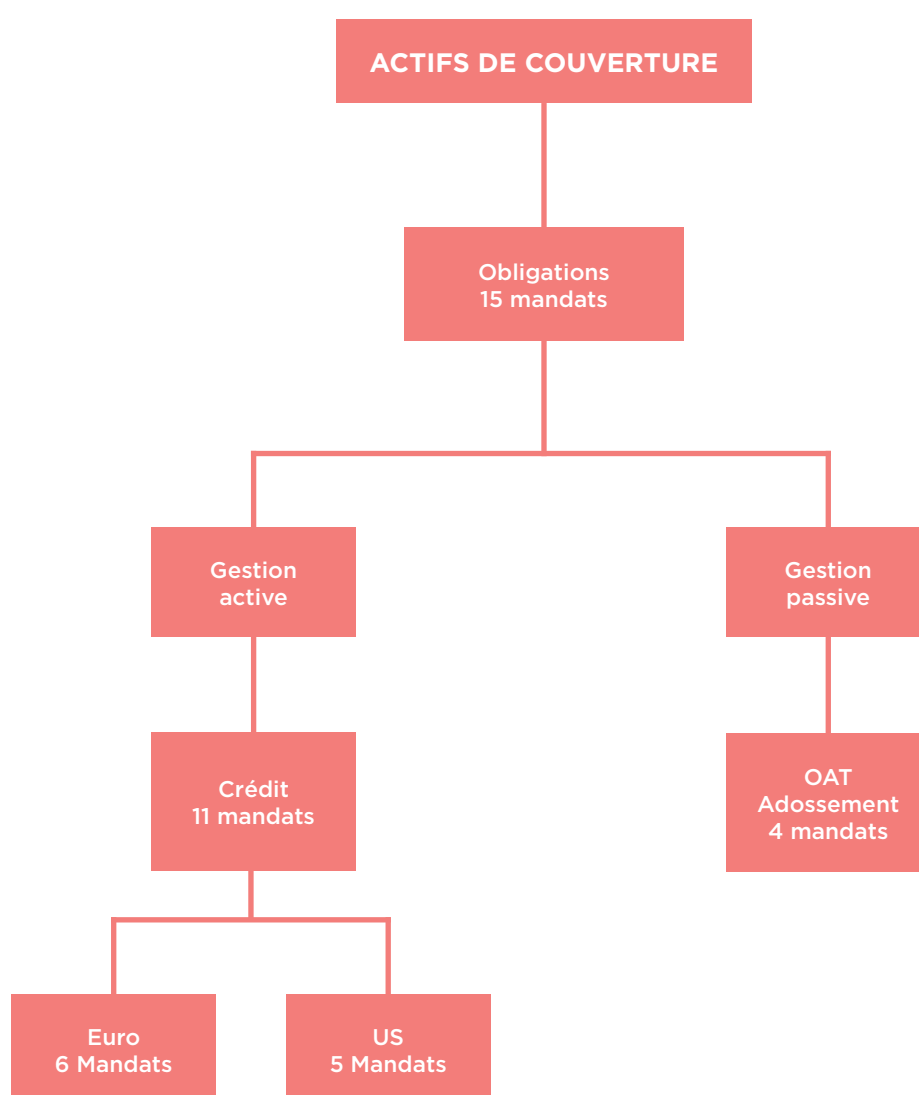 ACTIFS DE COUVERTURE
Obligations
15 mandats
Gestion
active
Gestion
passive
Crédit
11 mandats
OAT
Adossement
4 mandats
Euro
6 Mandats
US
5 Mandats